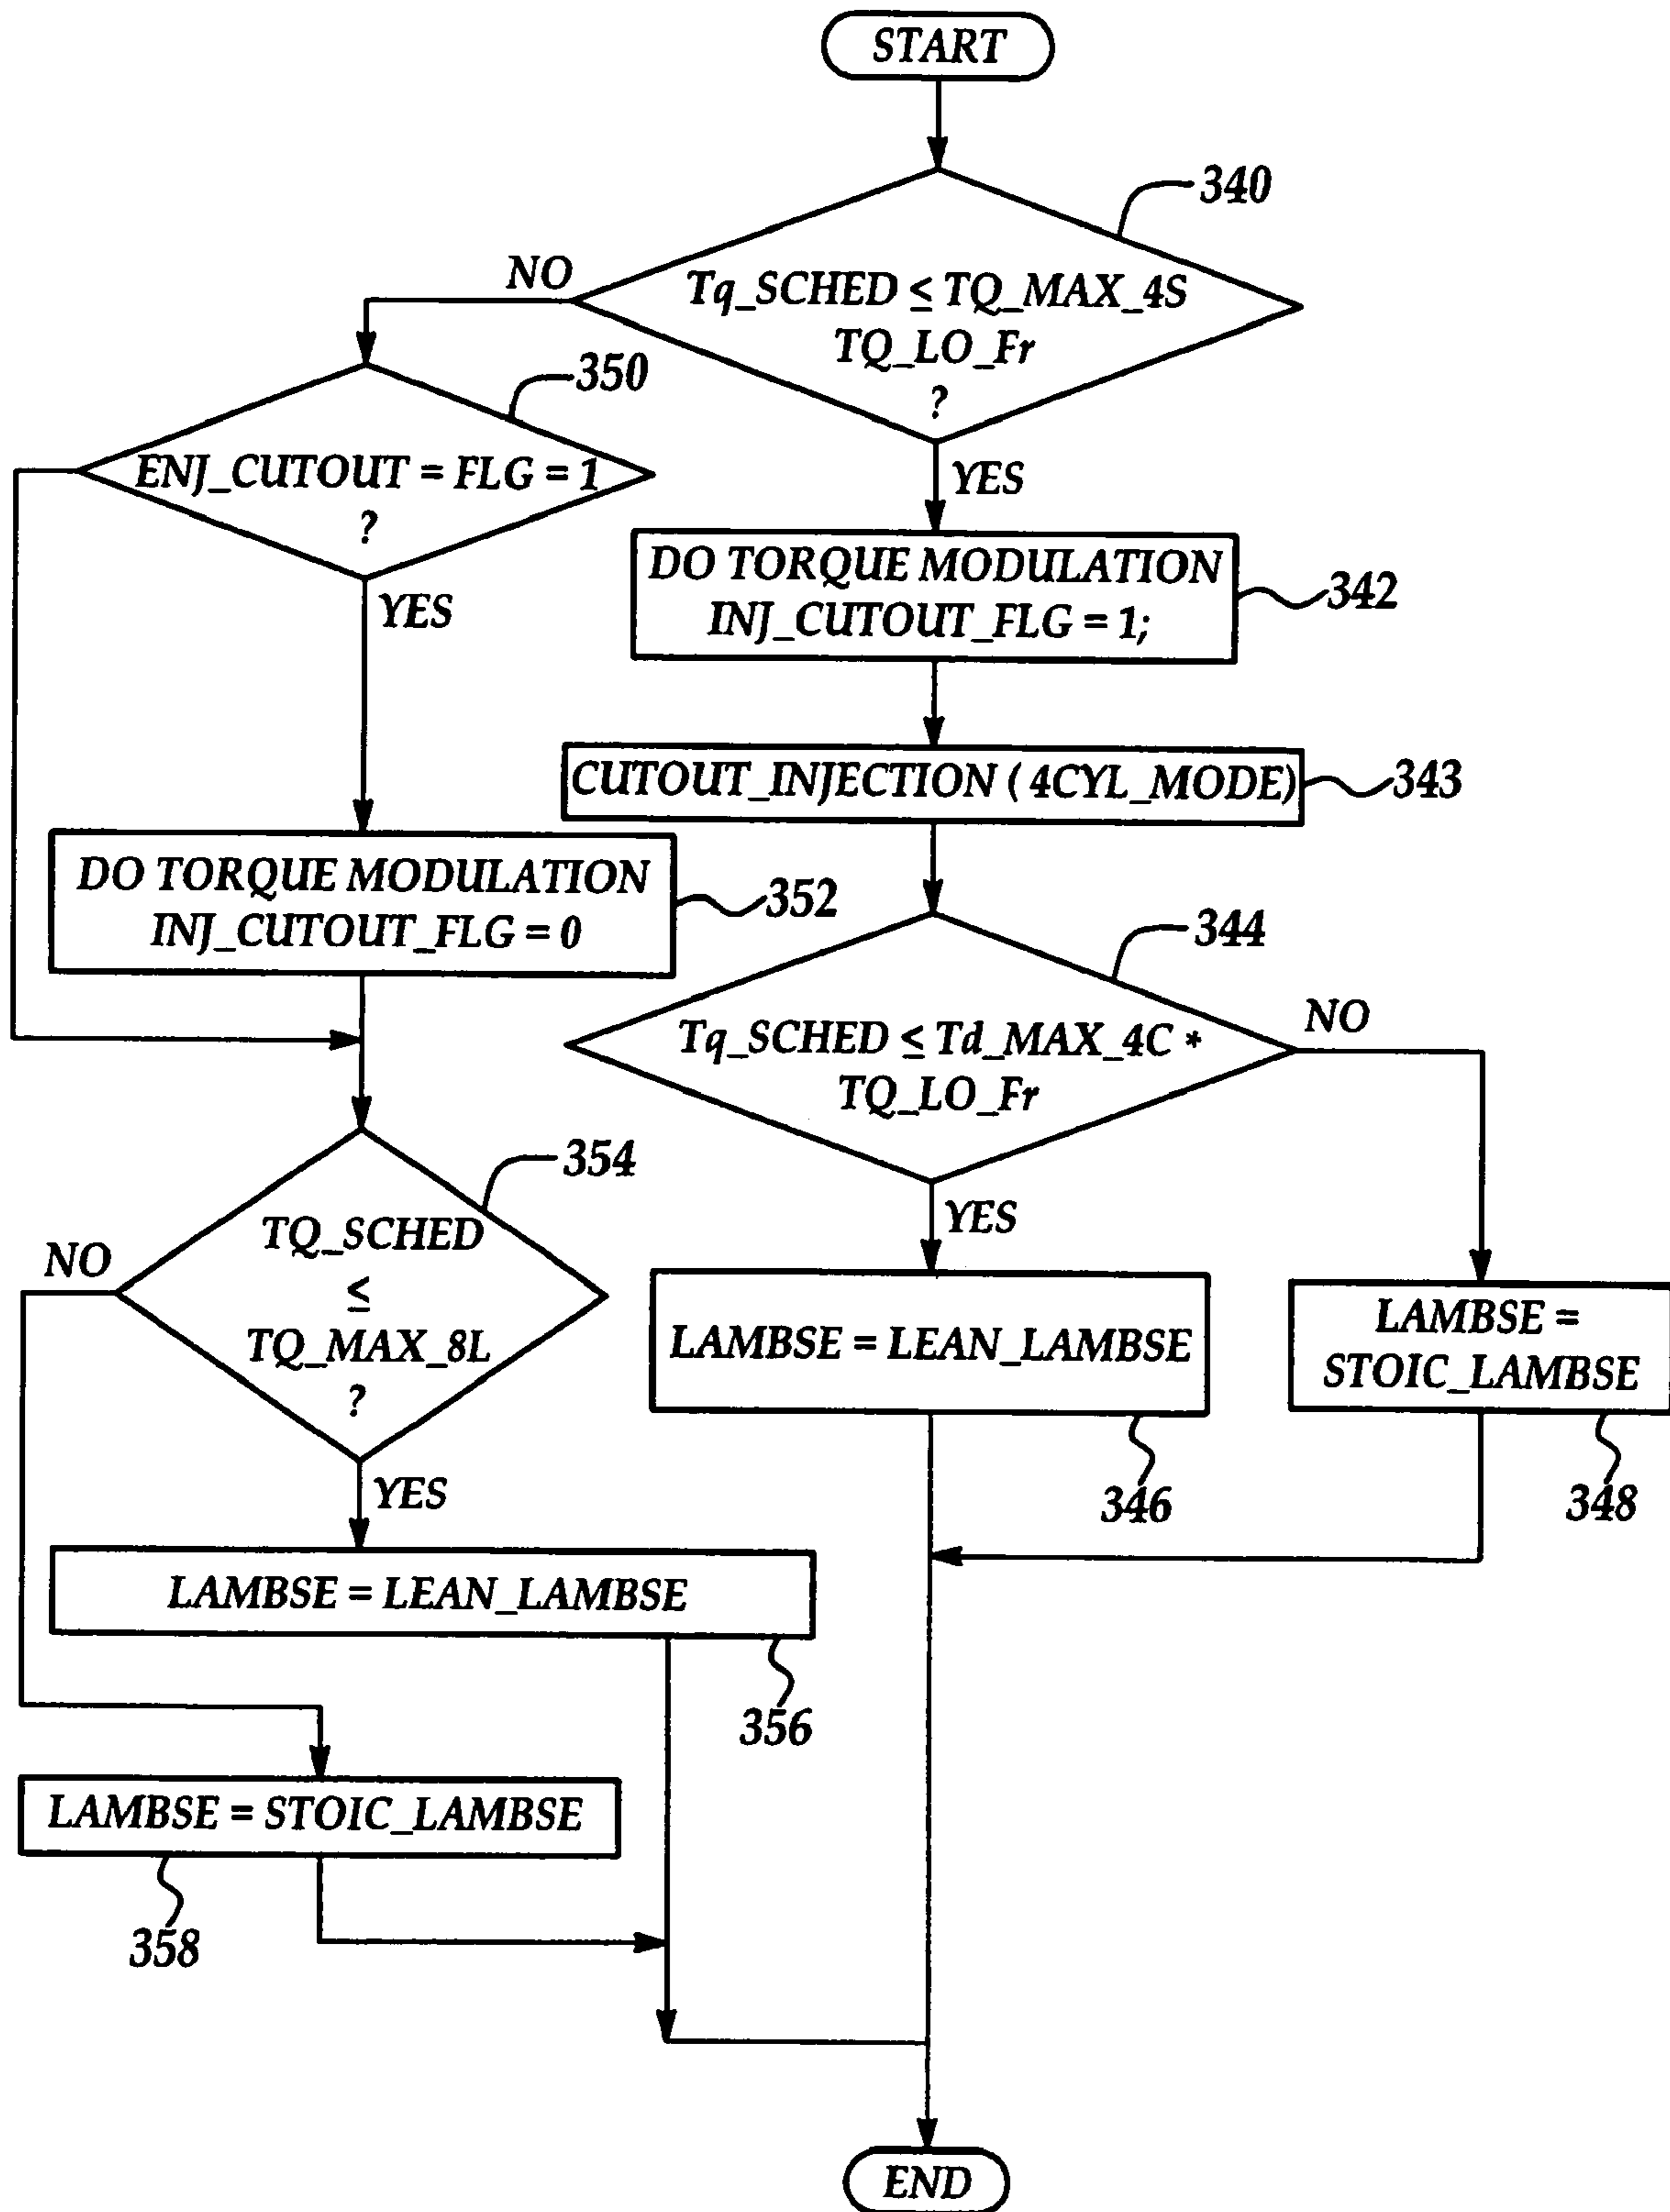 START
340
NO
Tq_SCHED ≤ TQ_MAX_4S
TQ_LO_Fr
?
350
ENJ_CUTOUT = FLG = 1
?
YES
YES
DO TORQUE MODULATION
INJ_CUTOUT_FLG = 1;
342
CUTOUT_INJECTION ( 4CYL_MODE)
343
DO TORQUE MODULATION
INJ_CUTOUT_FLG = 0
352
344
Tq_SCHED ≤ Td_MAX_4C *
TQ_LO_Fr
NO
354
TQ_SCHED
≤
TQ_MAX_8L
?
NO
YES
YES
LAMBSE = LEAN_LAMBSE
346
LAMBSE =
STOIC_LAMBSE
348
LAMBSE = LEAN_LAMBSE
356
LAMBSE = STOIC_LAMBSE
358
END